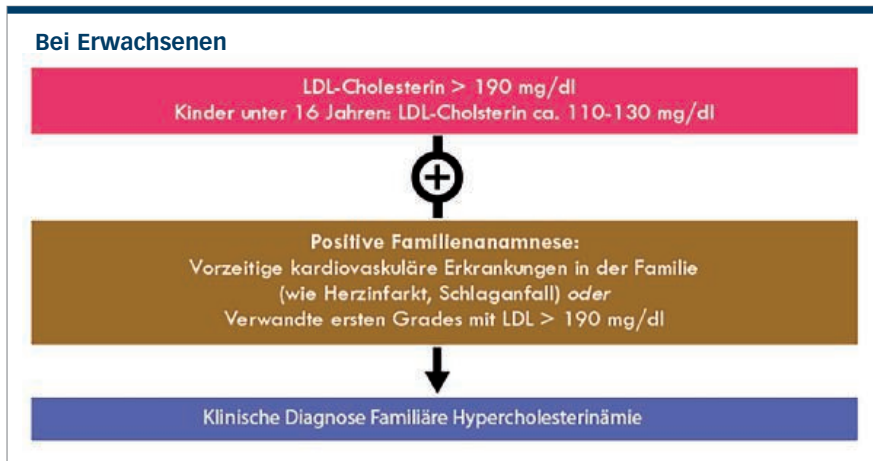 Bei Erwachsenen
LDL-Cholesterin > 190 mg/dl
Kinder unter 16 Jahren: LDL-Cholsterin ca. 110-130 mg/dl
Positive Familienanamnese:
Vorzeitige kardiovaskuläre Erkrankungen in der Familie
(wie Herzinfarkt, Schlaganfall) oder
Verwandte ersten Grades mit LDL > 190 mg/dl
Klinische Diagnose Familiäre Hypercholesterinämie